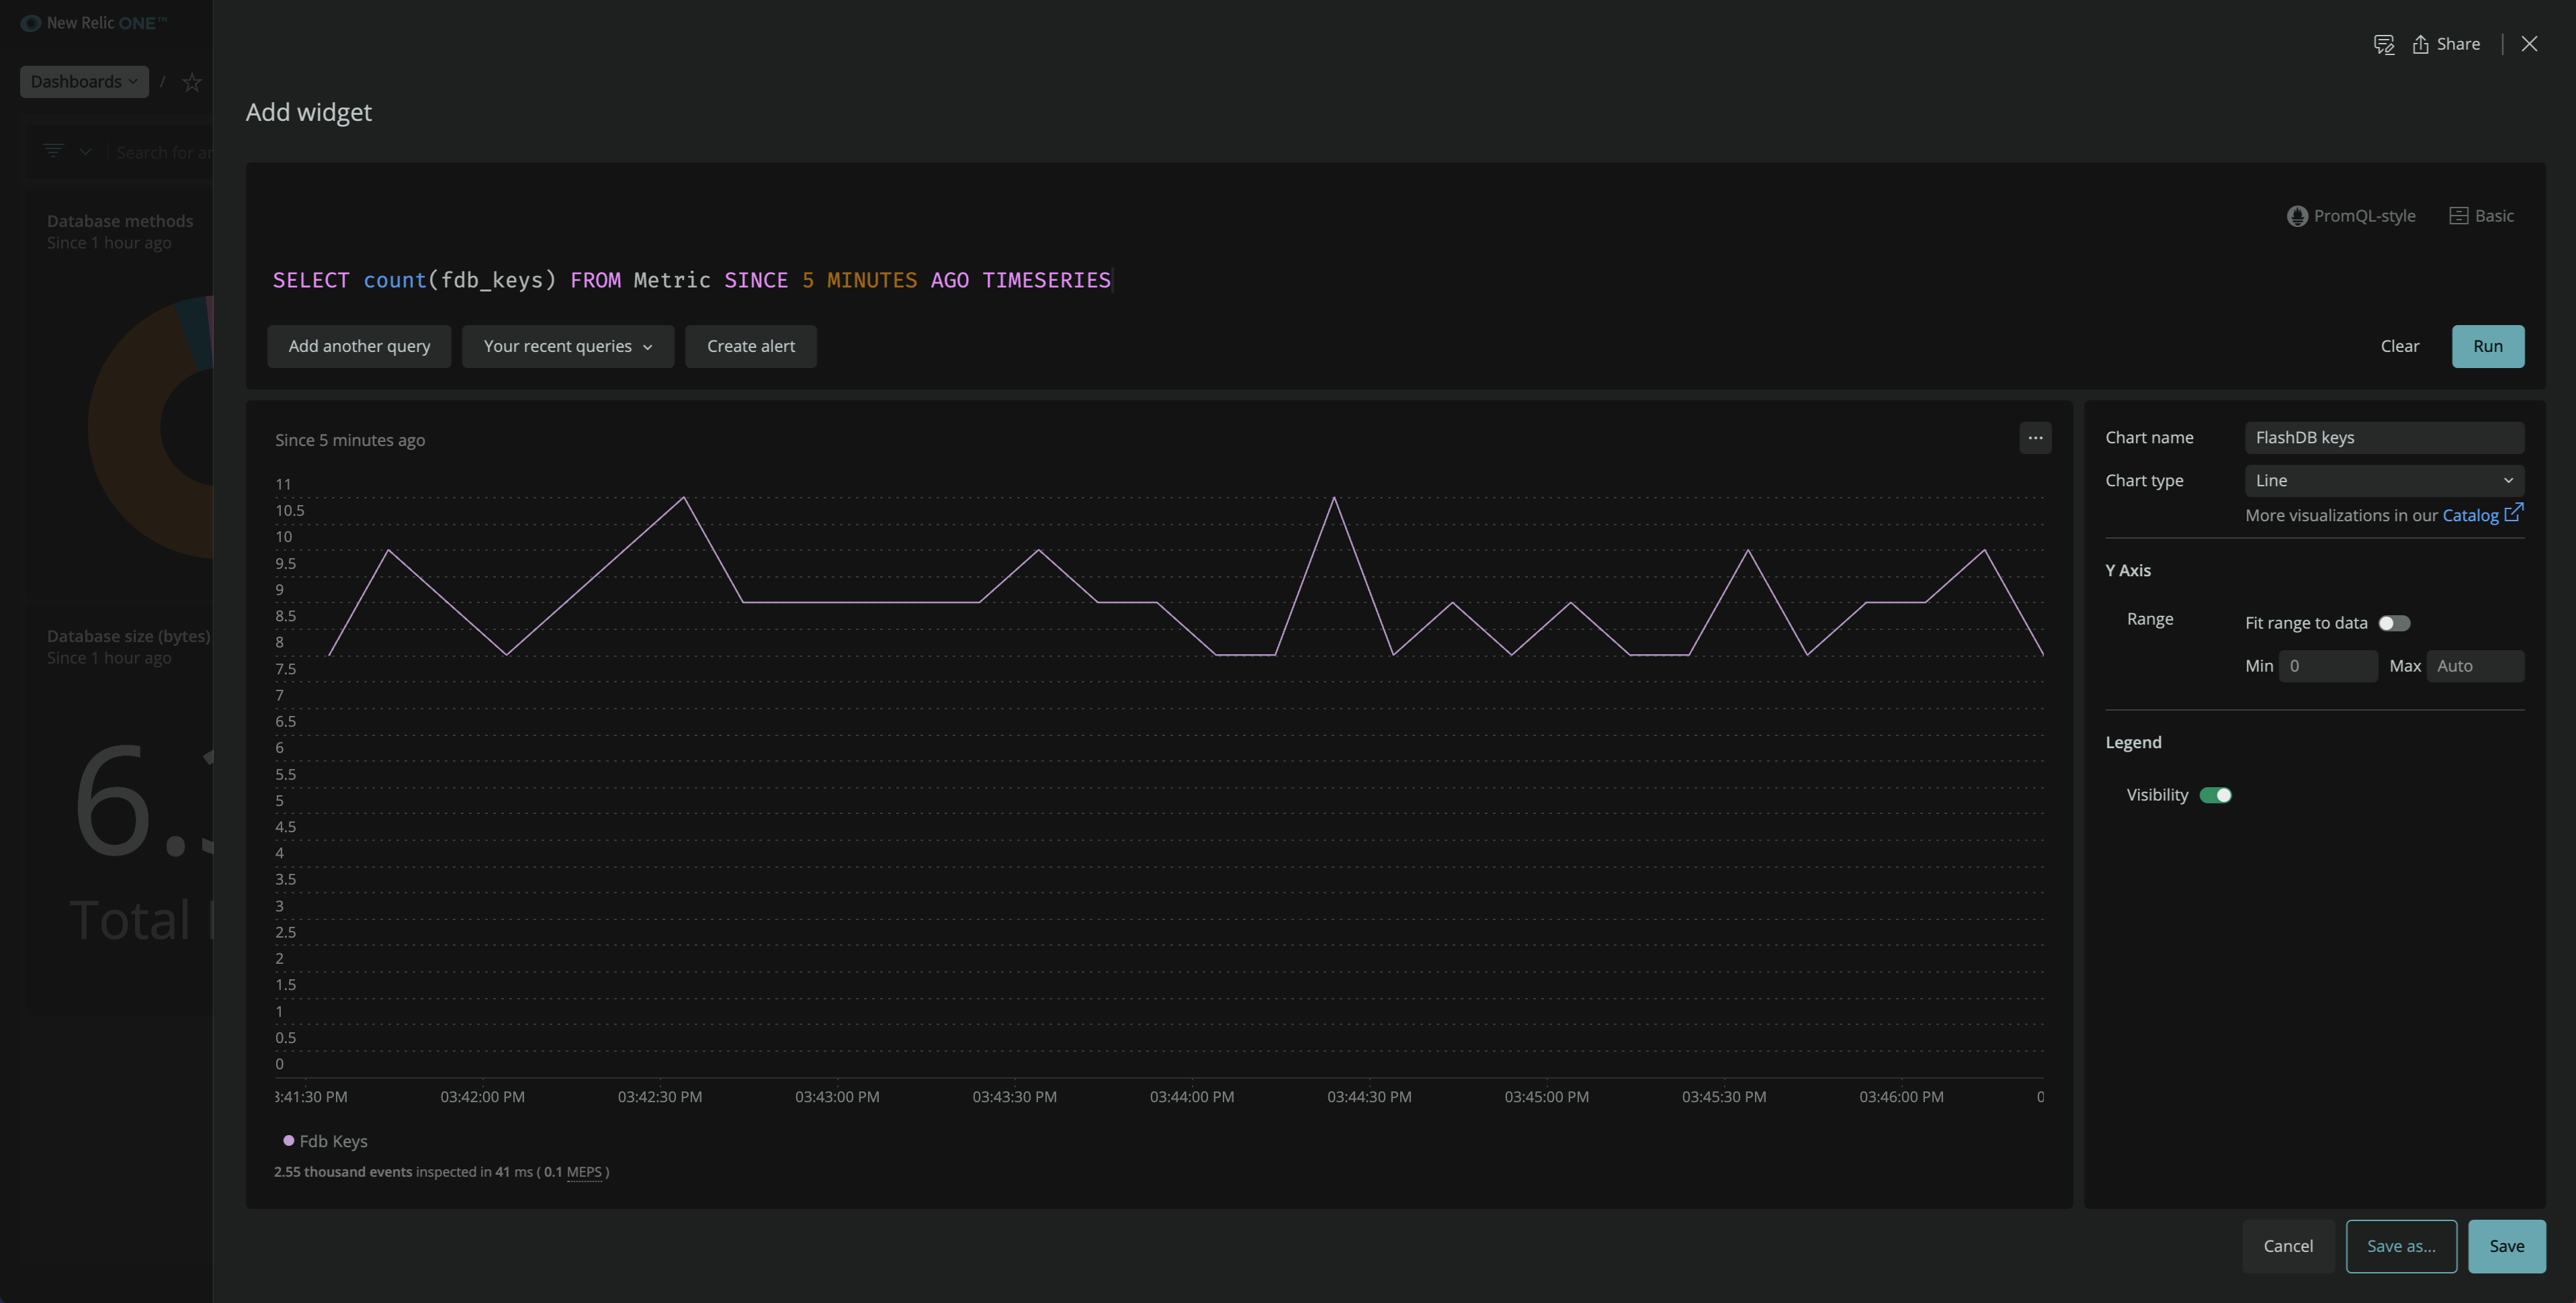 New Relic ONE™
Share
Dashboards /
Add widget
Search for
Database methods
Since 1 hour ago
PromQL-style Basic
SELECT count(fdb_keys) FROM Metric SINCE 5 MINUTES AGO TIMESERIES
Add another query Your recent queries Create alert Clear Run
Since 5 minutes ago
11
10.5
10
9.5
9
8.5
8
7.5
7
6.5
6
5.5
5
4.5
4
3.5
3
2.5
2
1.5
1
0.5
0
3:41:30 PM 03:42:00 PM 03:42:30 PM 03:43:00 PM 03:43:30 PM 03:44:00 PM 03:44:30 PM 03:45:00 PM 03:45:30 PM 03:46:00 PM 0
Fdb Keys
2.55 thousand events inspected in 41 ms ( 0.1 MEPS )
Database size (bytes)
Since 1 hour ago
6.
Total
Chart name FlashDB keys
Chart type Line
More visualizations in our Catalog
Y Axis
Range Fit range to data
Min 0 Max Auto
Legend
Visibility
Cancel Save as... Save